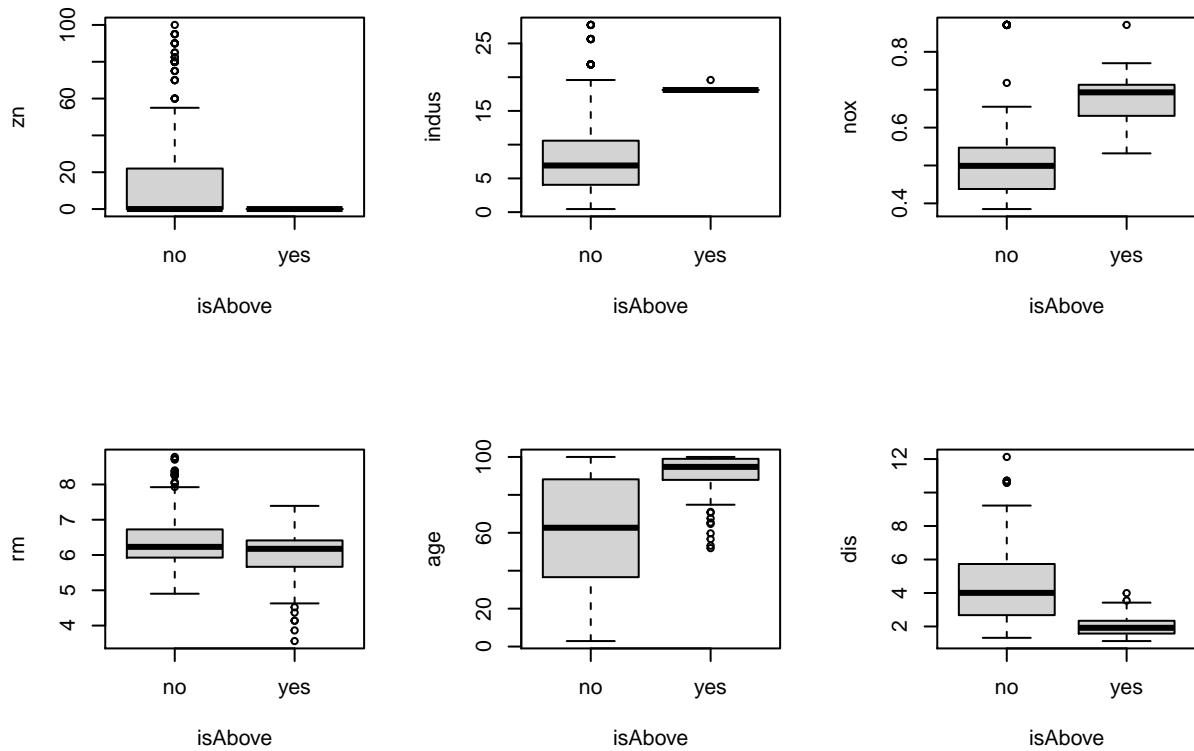 zn
100
60
20
0
no
yes
isAbove
indus
25
15
5
0
no
yes
isAbove
nox
0.8
0.6
0.4
no
yes
isAbove
rm
8
7
6
5
4
no
yes
isAbove
age
100
60
20
0
no
yes
isAbove
dis
12
8
6
4
2
no
yes
isAbove